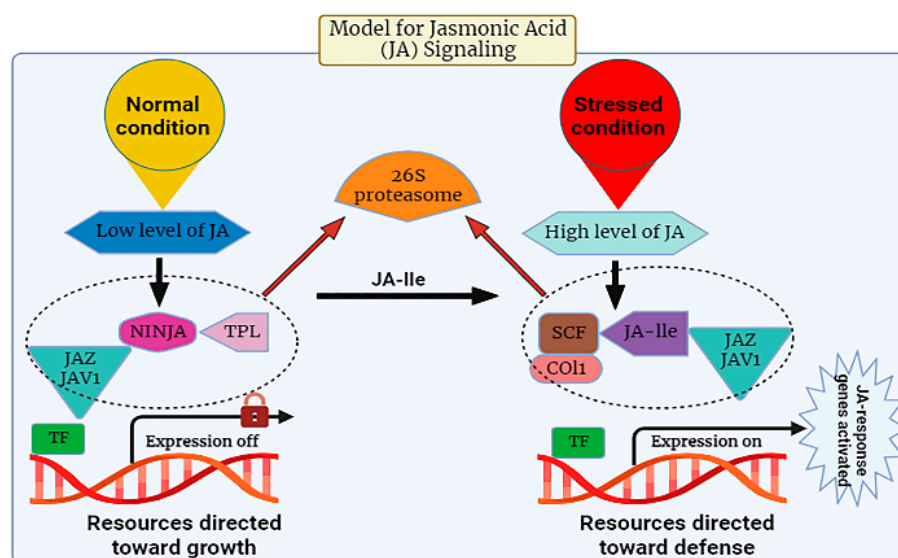 Model for Jasmonic Acid
(JA) Signaling
Normal
condition
Stressed
condition
26S
proteasome
Low level of JA
High level of JA
JA-Ile
NINJA
TPL
JAZ
JAV1
TF
Expression off
SCF
COl1
JA-lle
JAZ
JAV1
TF
Expression on
JA-response
genes activated
Resources directed
toward growth
Resources directed
toward defense